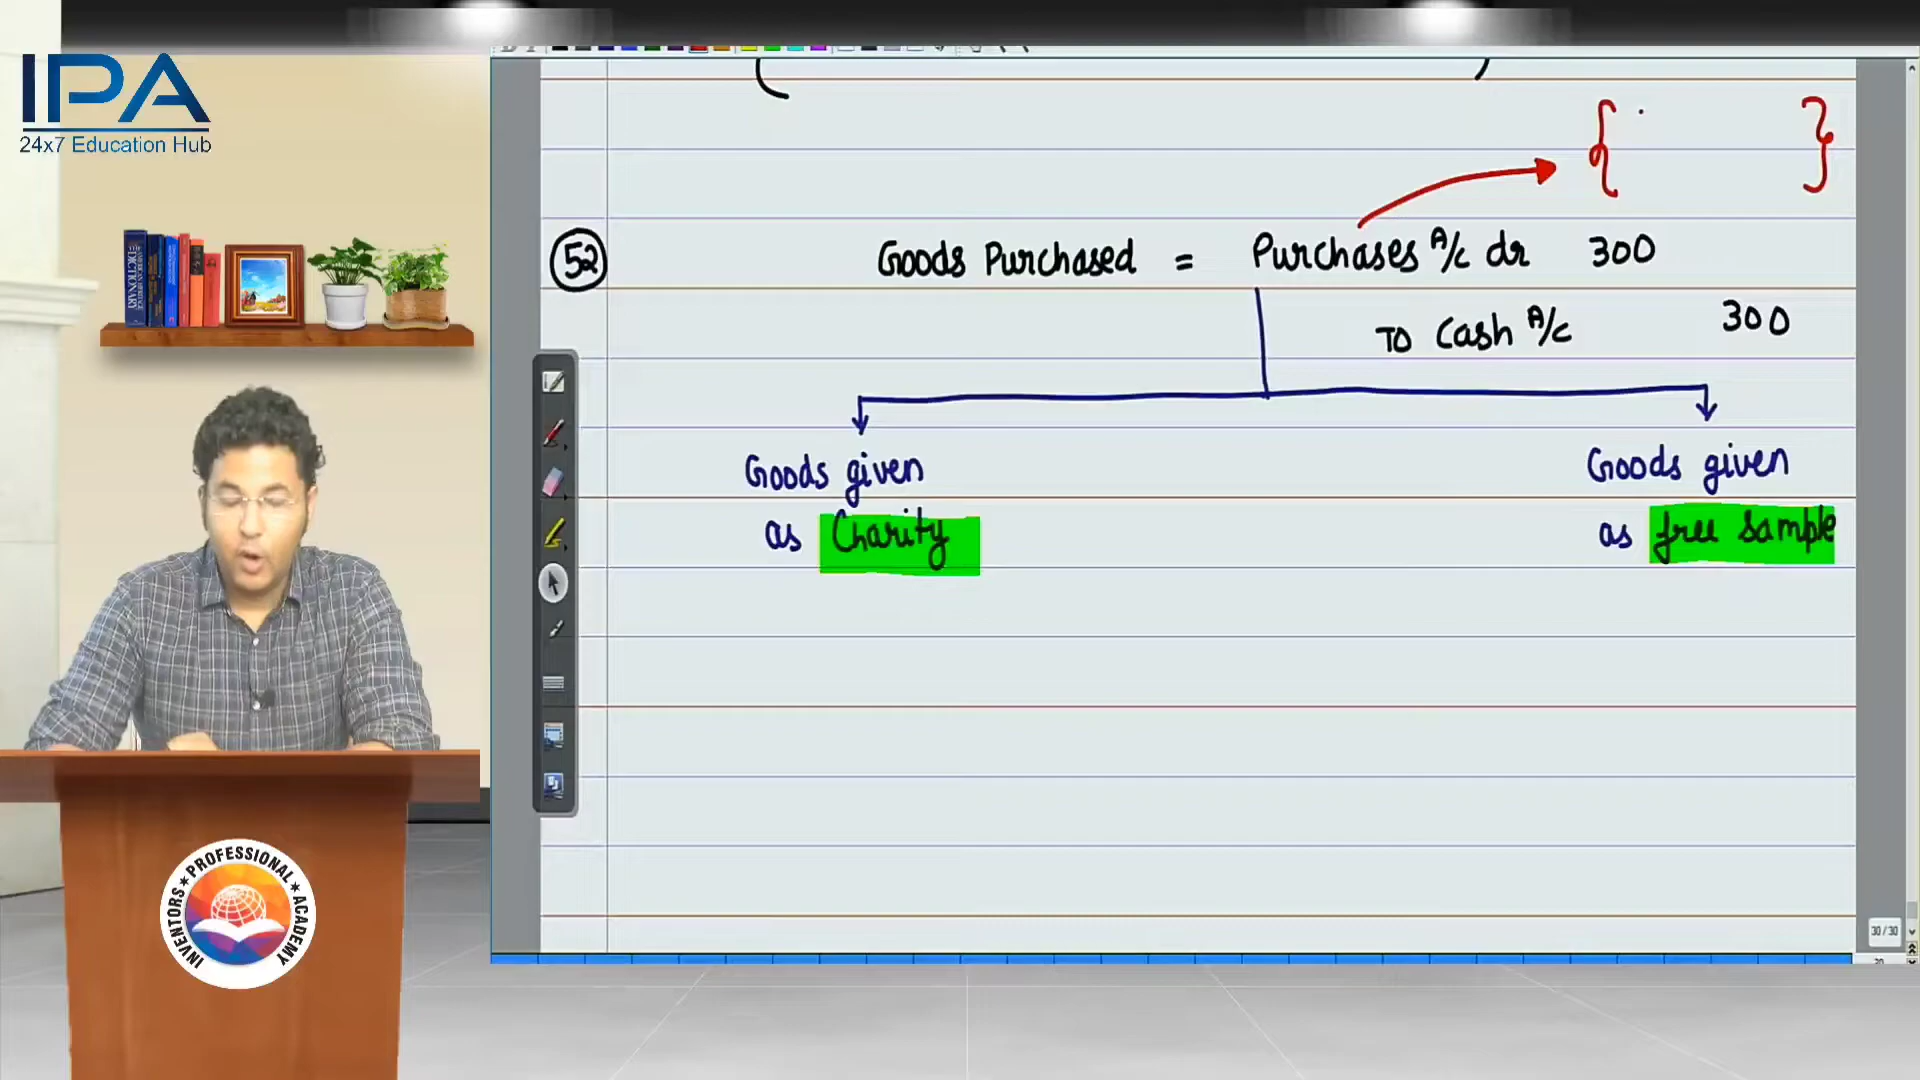 IPA
24x7 Education Hub
52
Goods Purchased = Purchases A/c dr 300
To Cash A/c 300
Goods given
as Charity
Goods given
as free sample
INVENTORS ★ PROFESSIONAL ★ ACADEMY
30/30